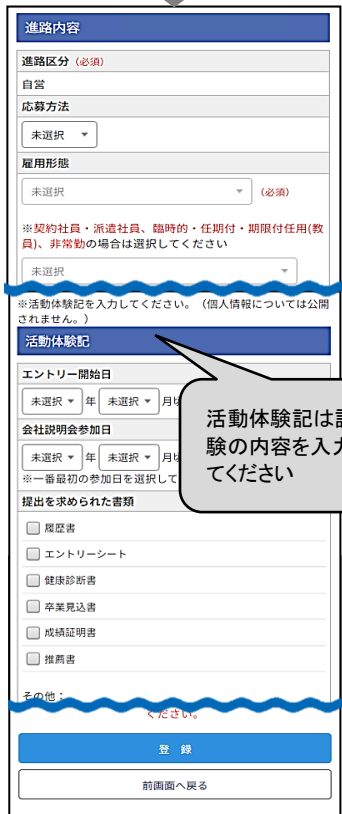 進路内容
進路区分（必須）
自営
応募方法
未選択
雇用形態
未選択 （必須）
※契約社員・派遣社員、臨時的・任期付・期限付任用(教
員)、非常勤の場合は選択してください
未選択
※活動体験記を入力してください。（個人情報については公開
されません。）
活動体験記
エントリー開始日
未選択 年 未選択 月
会社説明会参加日
未選択 年 未選択 月
※一番最初の参加日を選択して
活動体験記は
験の内容を入
てください
提出を求められた書類
履歴書
エントリーシート
健康診断書
卒業見込書
成績証明書
推薦書
その他：
ください。
登 録
前画面へ戻る